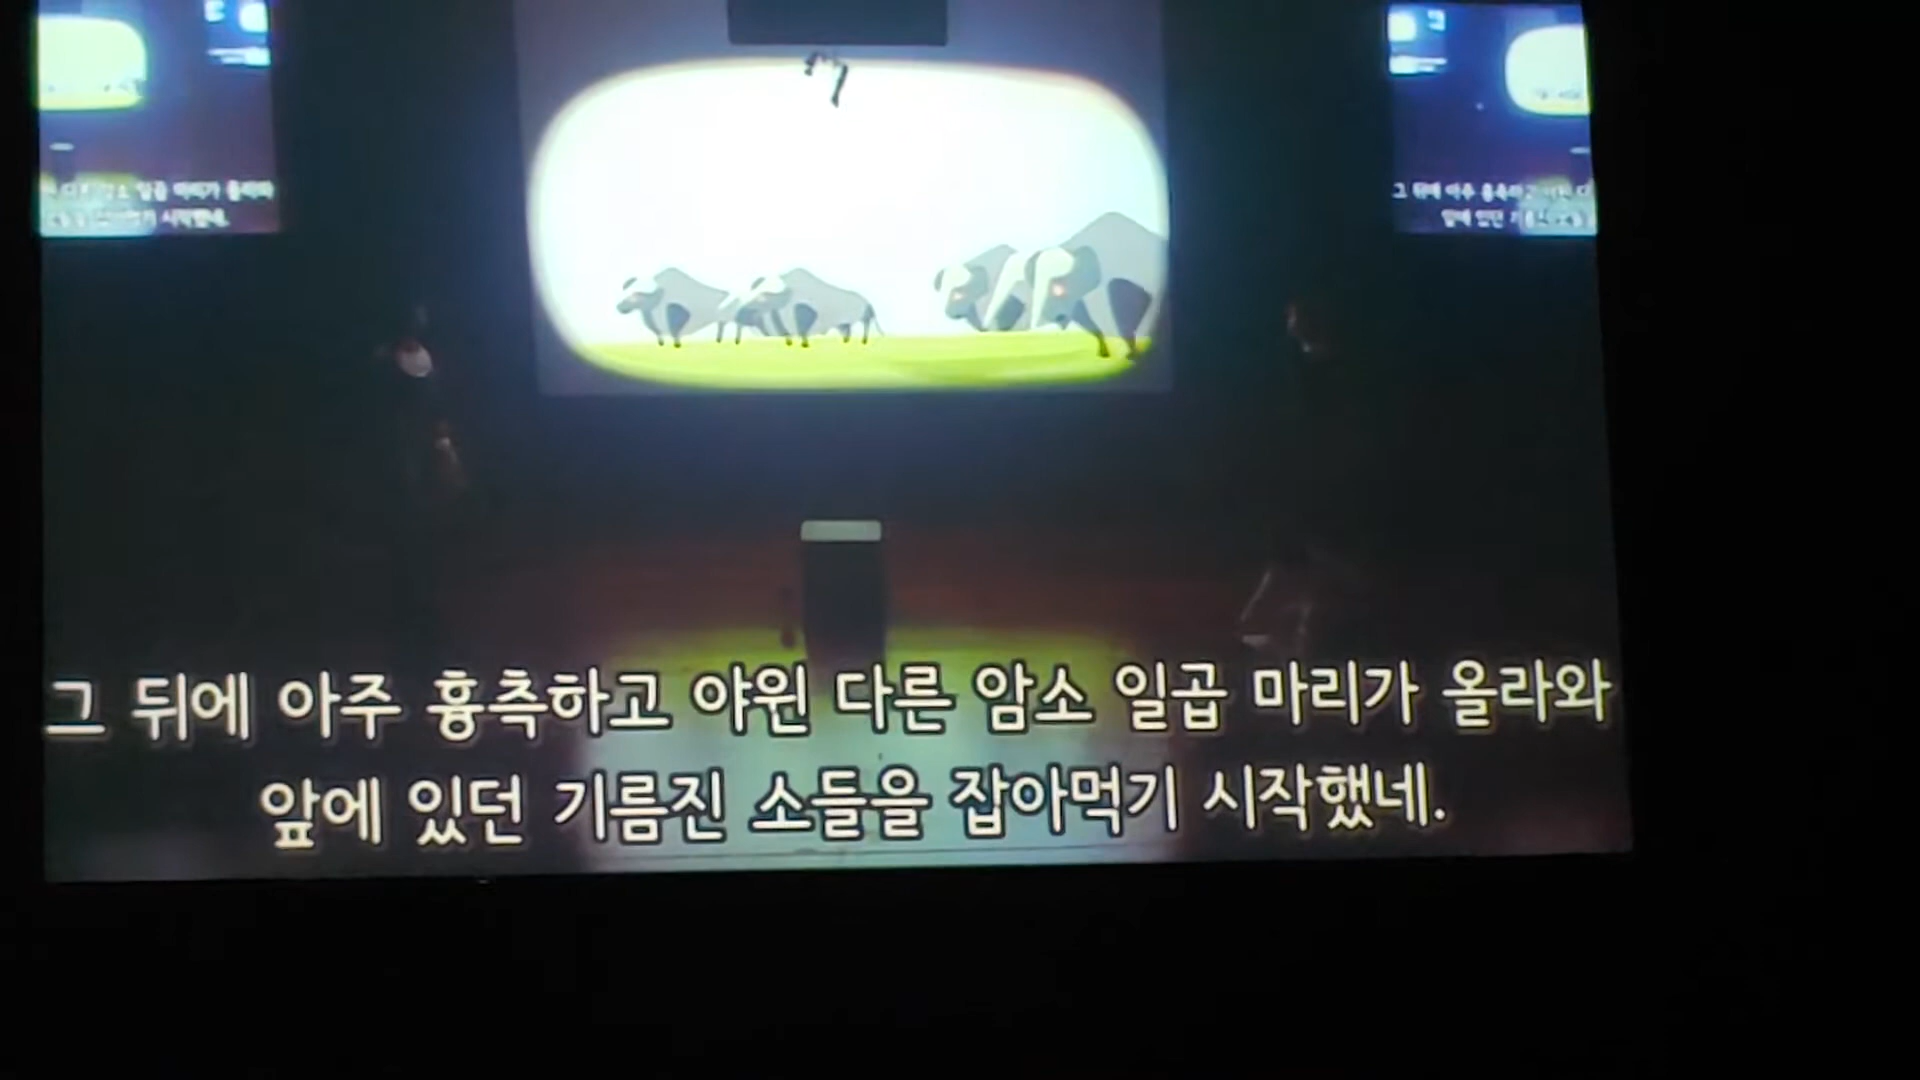 그 뒤에 아주 흉측하고 야윈 다른 암소 일곱 마리가 올라와
앞에 있던 기름진 소들을 잡아먹기 시작했네.